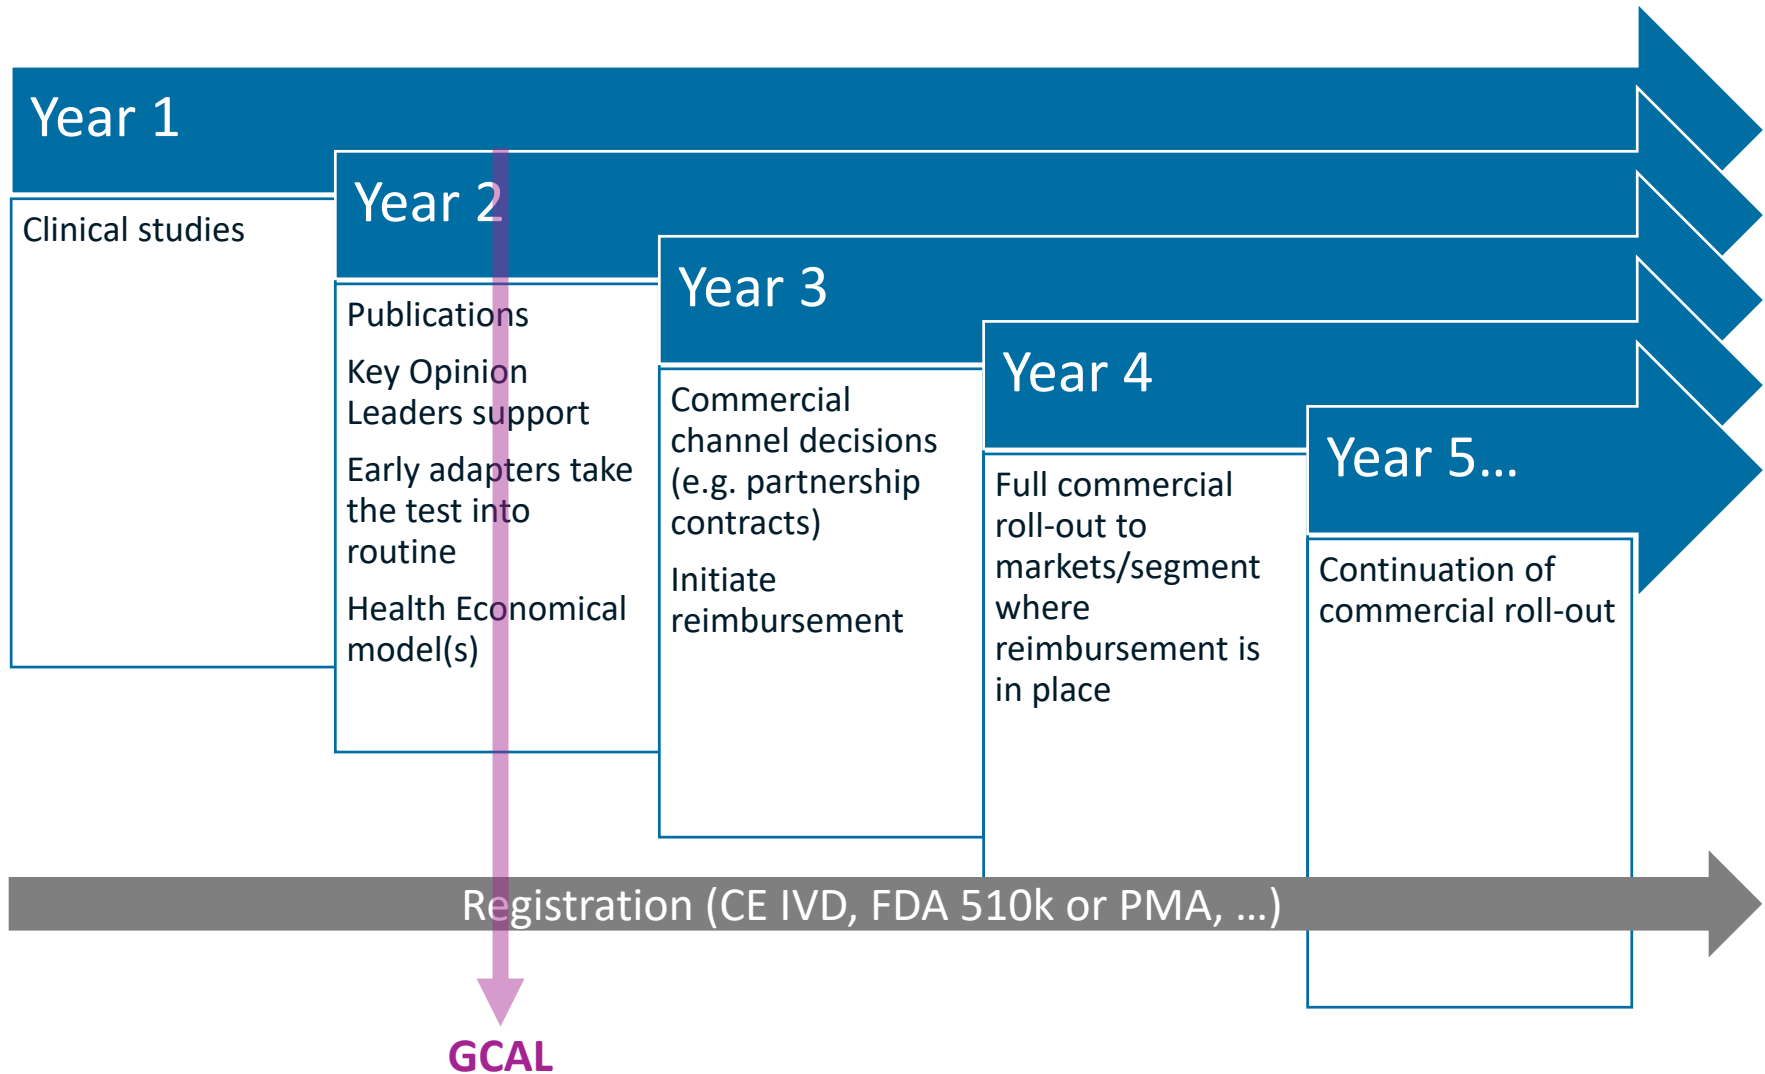 Year 1
Clinical studies
Year 2
Publications
Key Opinion
Leaders support
Early adapters take
the test into
routine
Health Economical
model(s)
Year 3
Commercial
channel decisions
(e.g. partnership
contracts)
Initiate
reimbursement
Year 4
Full commercial
roll-out to
markets/segment
where
reimbursement is
in place
Year 5...
Continuation of
commercial roll-out
Registration (CE IVD, FDA 510k or PMA, ...)
GCAL